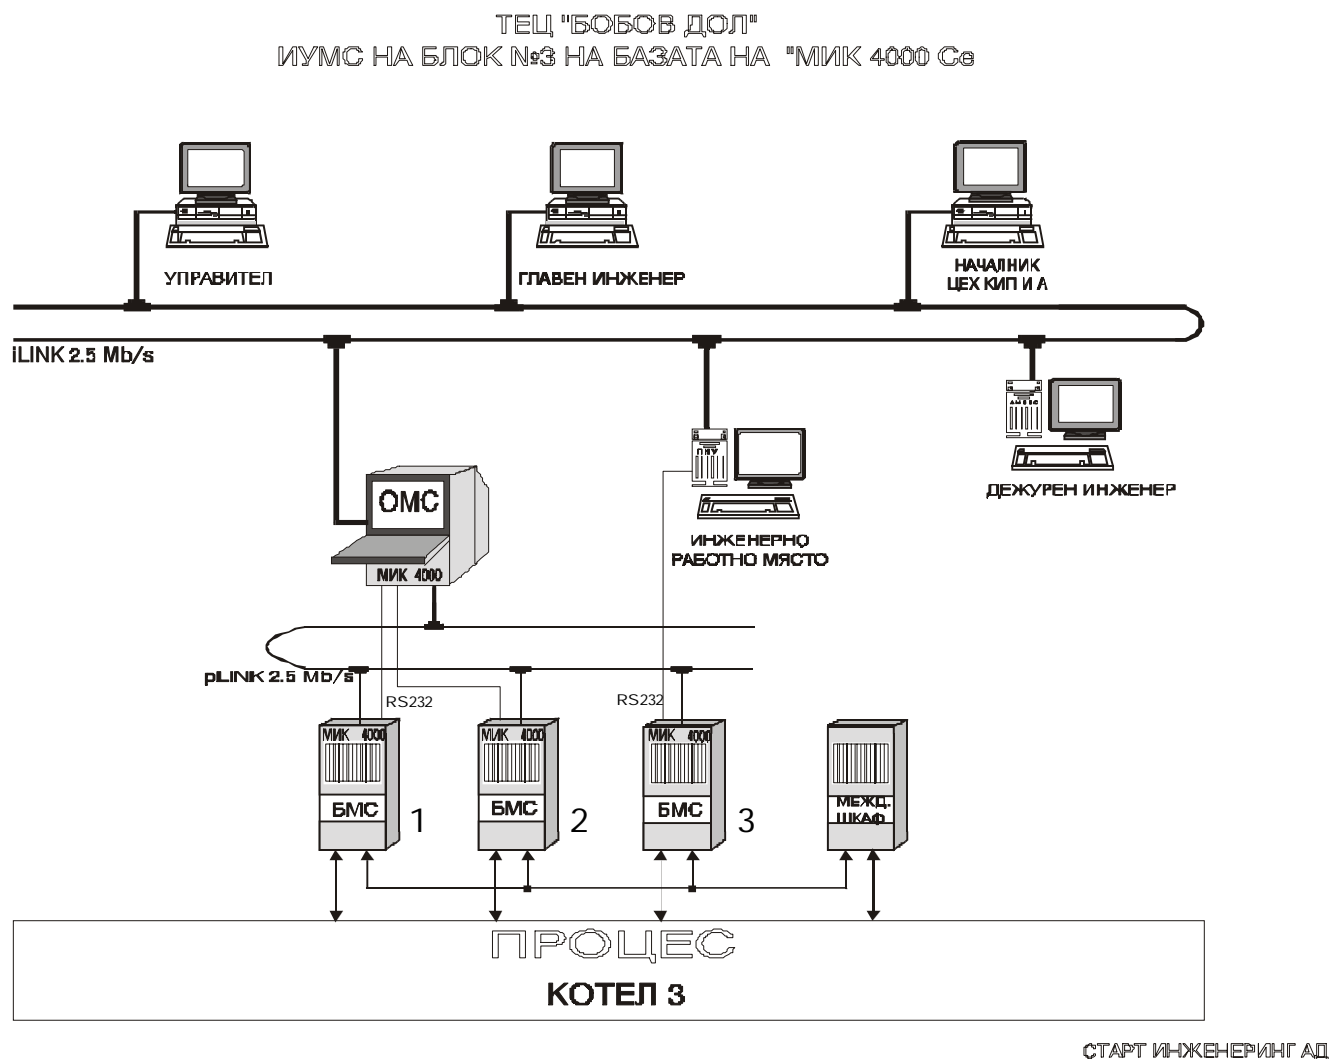 ТЕЦ "БОБОВ ДОЛ"
ИУМС НА БЛОК №3 НА БАЗАТА НА "МИК 4000 Се
УПРАВИТЕЛ
ГЛАВЕН ИНЖЕНЕР
НАЧАЛНИК
ЦЕХ КИП И А
iLINK 2.5 Mb/s
ДЕЖУРЕН ИНЖЕНЕР
ОМС
МИК 4000
ИНЖЕНЕРНО
РАБОТНО МЯСТО
pLINK 2.5 Mb/s
RS232
RS232
МИК 4000
БМС
1
МИК 4000
БМС
2
МИК 4000
БМС
3
МЕЖД.
ШКАФ
ПРОЦЕС
КОТЕЛ 3
СТАРТ ИНЖЕНЕРИНГ АД